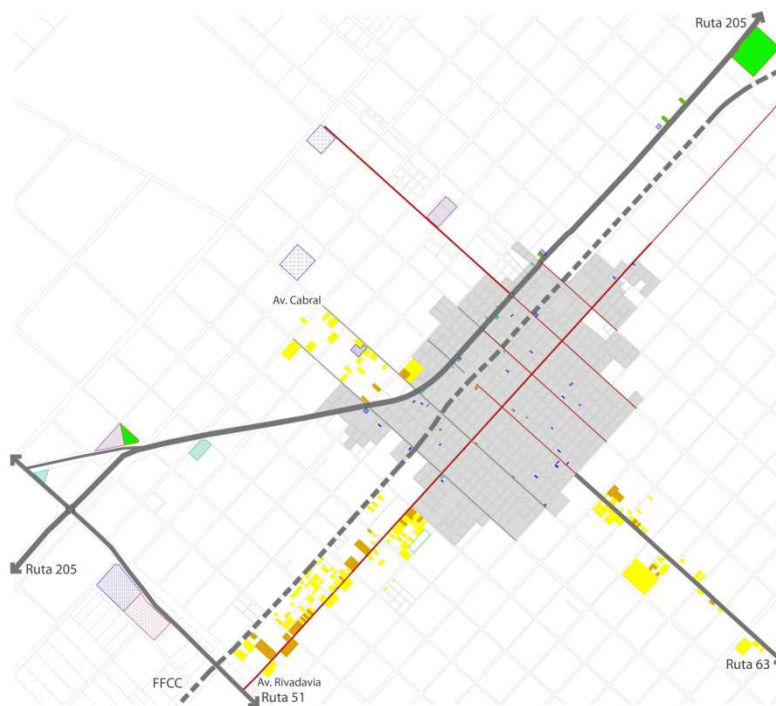 Ruta 205
Av. Cabral
Ruta 205
Ruta 63
FFCC
Av. Rivadavia
Ruta 51